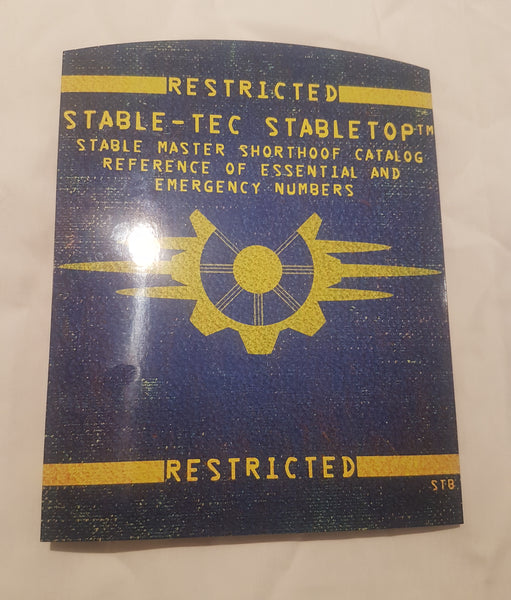 RESTRICTED
STABLE-TEC STABLETOP™
STABLE MASTER SHORTHOOF CATALOG
REFERENCE OF ESSENTIAL AND
EMERGENCY NUMBERS
RESTRICTED
STB